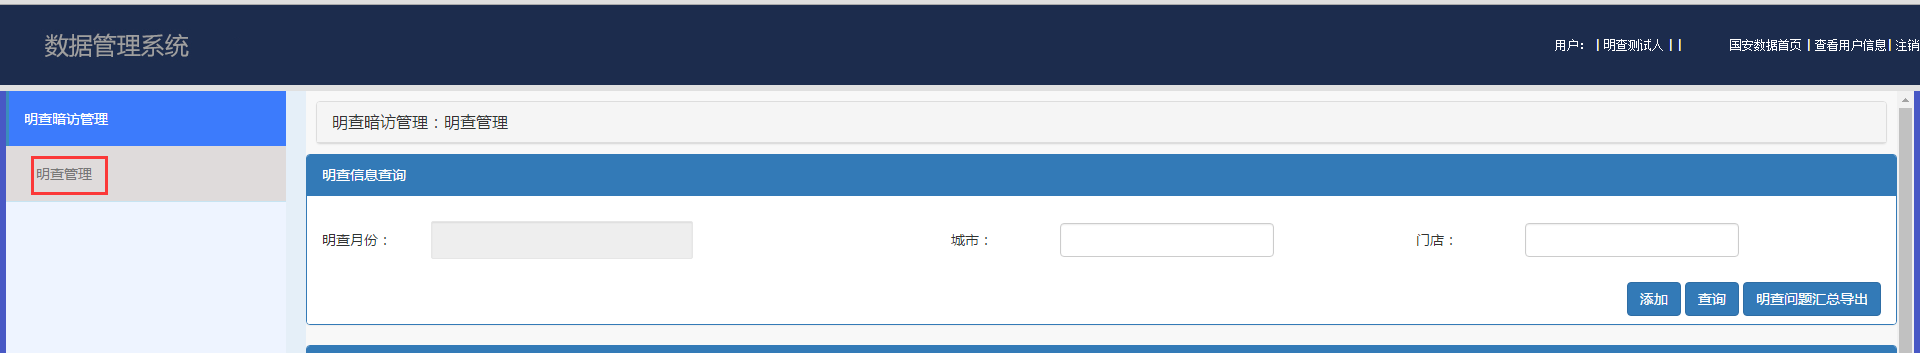 数据管理系统
用户： | 明查测试人 | |
国安数据首页 | 查看用户信息 | 注销
明查暗访管理
明查管理
明查暗访管理：明查管理
明查信息查询
明查月份：
城市：
门店：
添加
查询
明查问题汇总导出